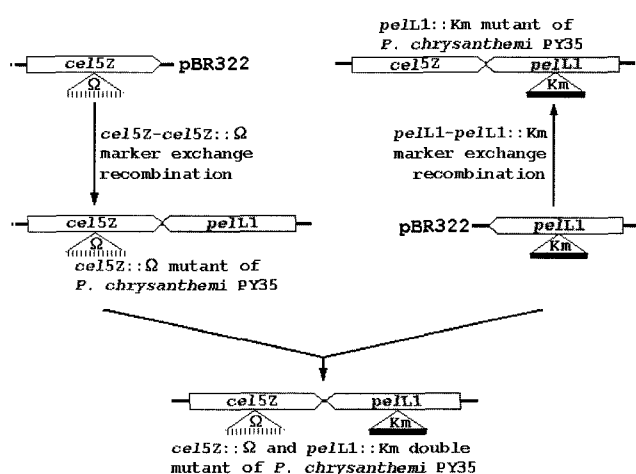 cel5Z
pBR322
Ω
cel5Z-cel5Z::Ω
marker exchange
recombination
cel5Z
pelL1
Ω
cel5Z::Ω mutant of
P. chrysanthemi PY35
pelL1::Km mutant of
P. chrysanthemi PY35
cel5Z
pelL1
Km
pelL1-pelL1::Km
marker exchange
recombination
pBR322
pelL1
Km
cel5Z
pelL1
Ω
Km
cel5Z::Ω and pelL1::Km double
mutant of P. chrysanthemi PY35